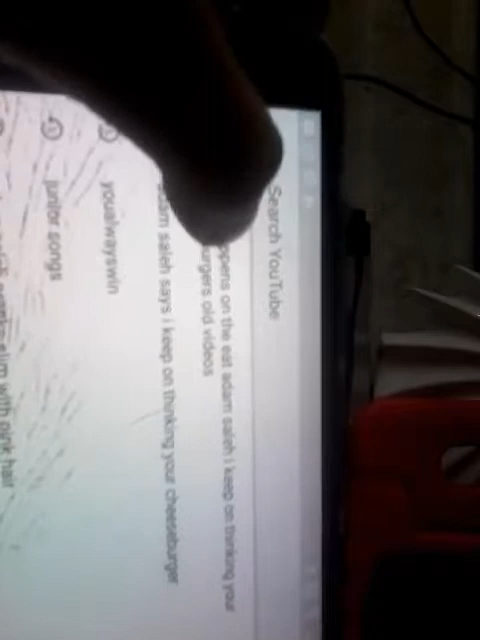 Search YouTube
ppens on the eat adam saleh i keep on thinking your
urgers old videos
adam saleh says i keep on thinking your cheeseburger
youalwayswin
junior songs
slim with pink hair